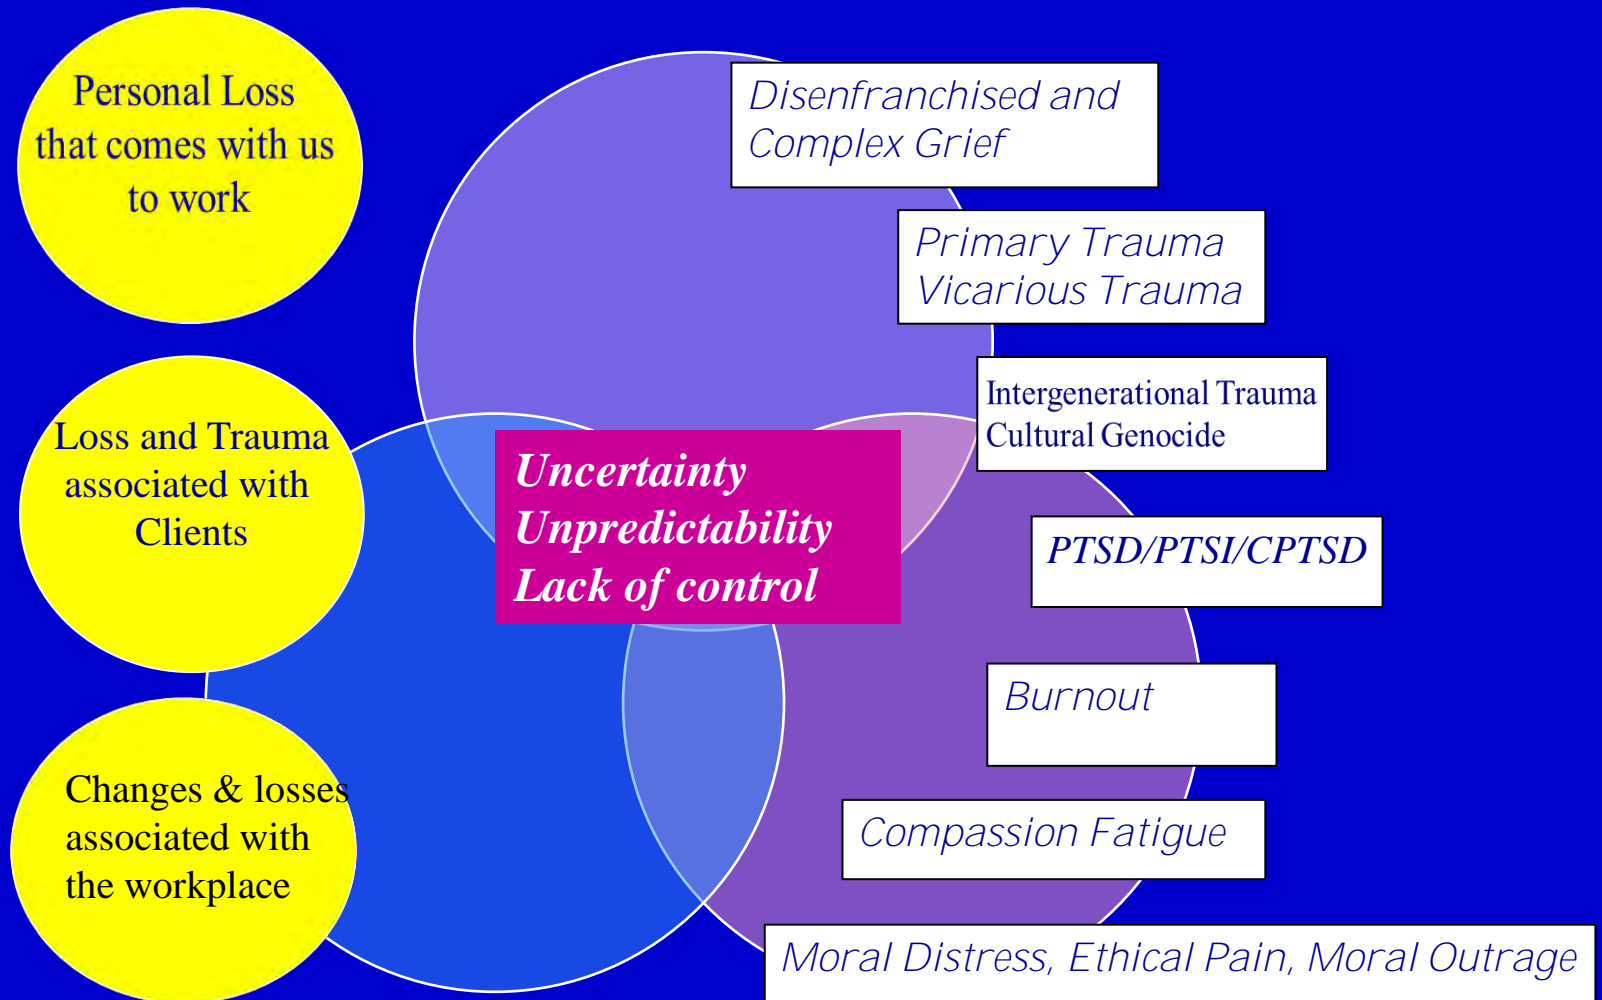 Personal Loss
that comes with us
to work
Loss and Trauma
associated with
Clients
Changes & losses
associated with
the workplace
Uncertainty
Unpredictability
Lack of control
Disenfranchised and
Complex Grief
Primary Trauma
Vicarious Trauma
Intergenerational Trauma
Cultural Genocide
PTSD/PTSI/CPTSD
Burnout
Compassion Fatigue
Moral Distress, Ethical Pain, Moral Outrage